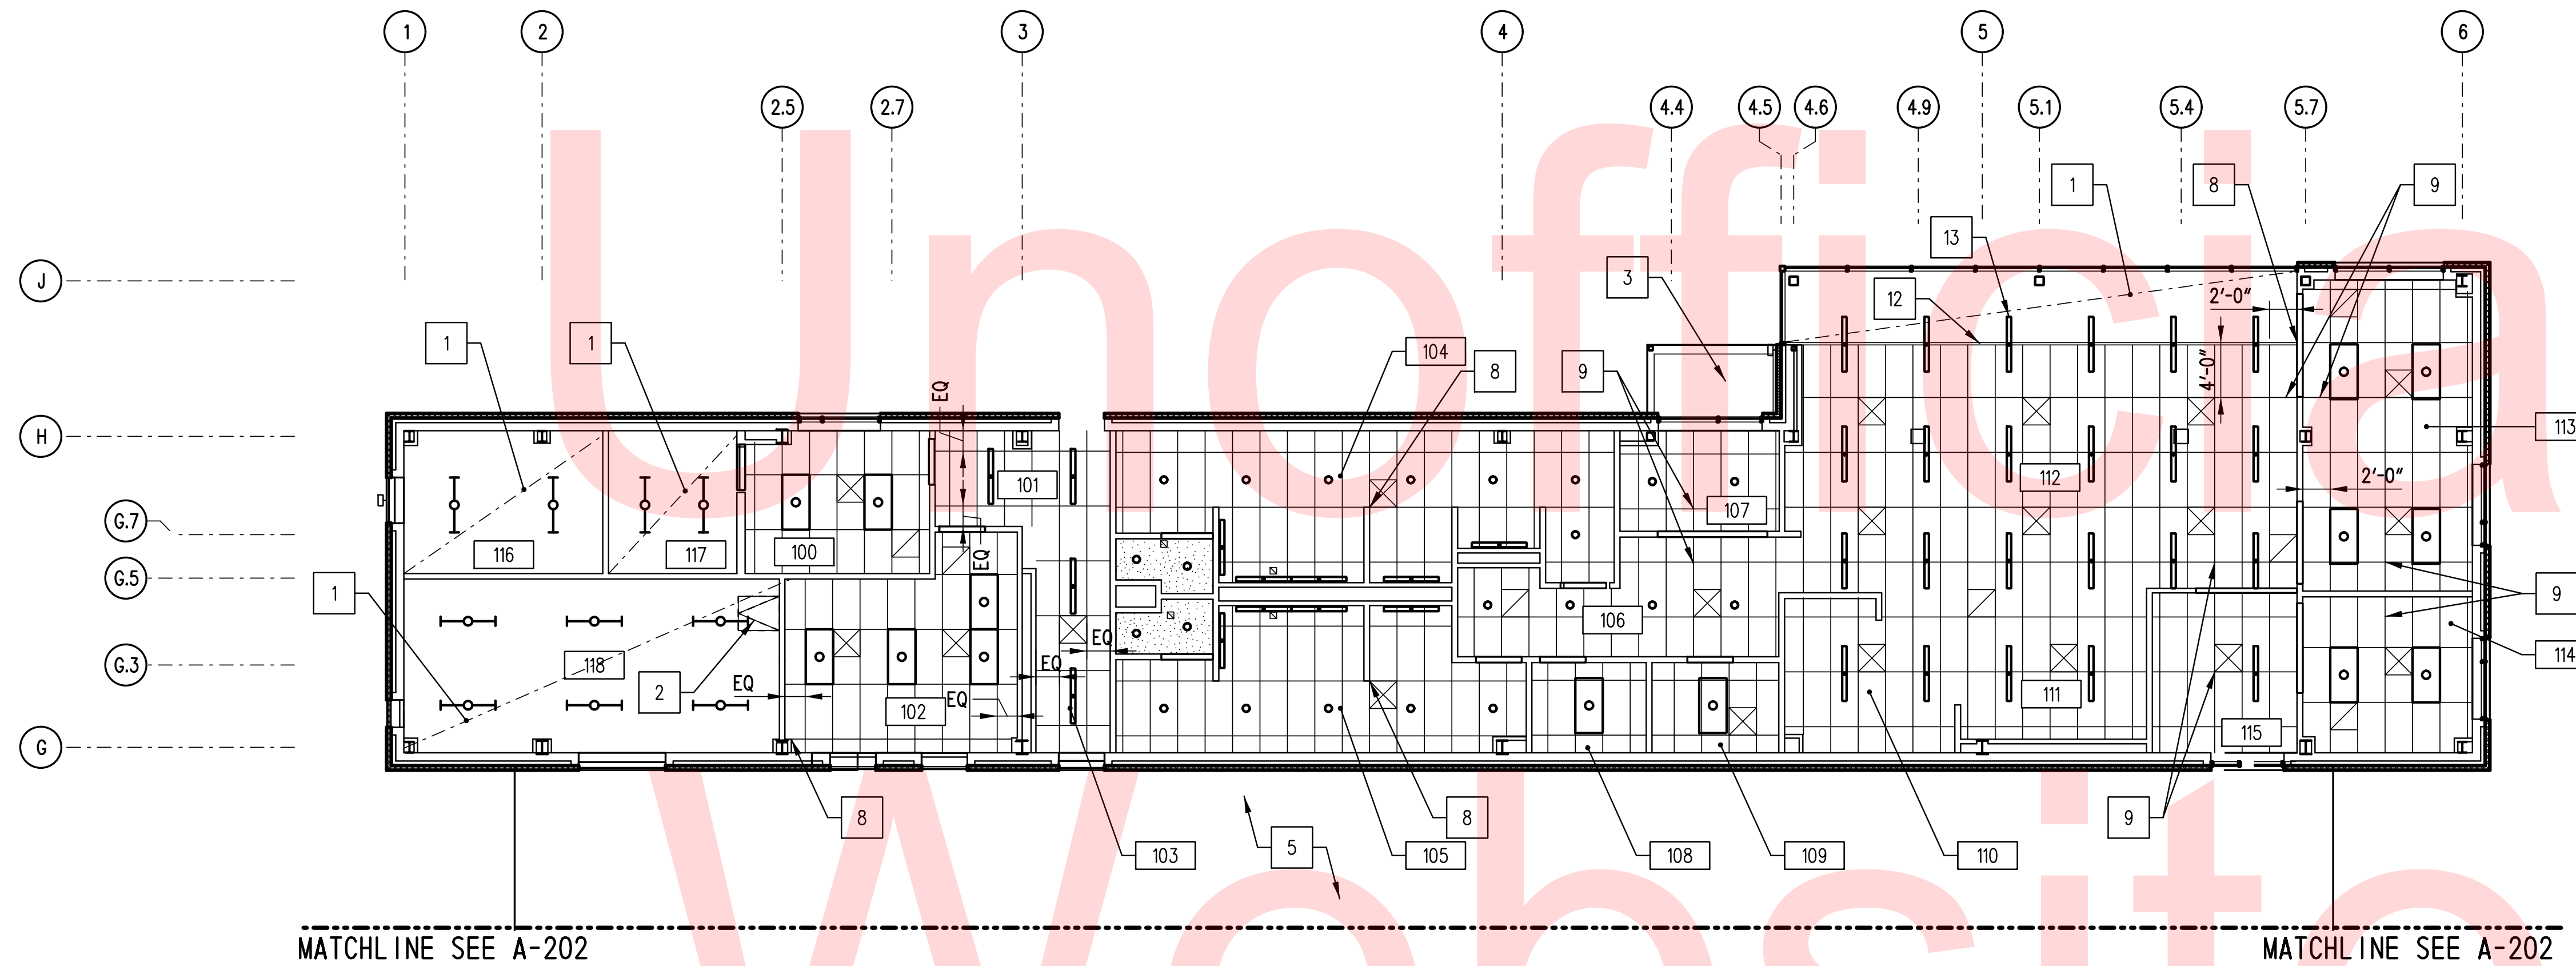 1 2 3 4 5 6
2.5 2.7 4.4 4.5 4.6 4.9 5.1 5.4 5.7
1 8 9
13
J
3
12
2'-0"
1 1
104
8 9
4'-0"
EQ
H
113
101
112
2'-0"
107
G.7
116 117 100
EQ
G.5
1
9
106
EQ
114
G.3
118
EQ
2
EQ
111
EQ
102
115
G
8 8 9
5
103 105 108 109 110
MATCHLINE SEE A-202
MATCHLINE SEE A-202
Unofficia
Website